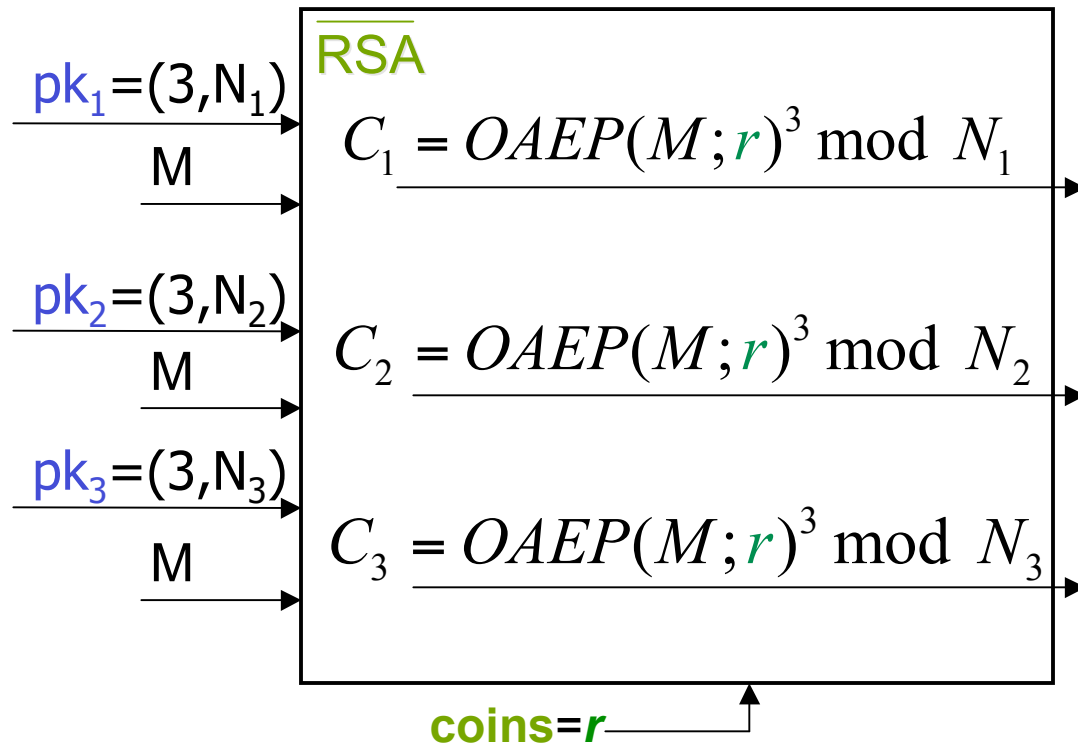 RSA
pk₁=(3,N₁)
C₁ = OAEP(M;r)³ mod N₁
M
pk₂=(3,N₂)
C₂ = OAEP(M;r)³ mod N₂
M
pk₃=(3,N₃)
C₃ = OAEP(M;r)³ mod N₃
M
coins=r